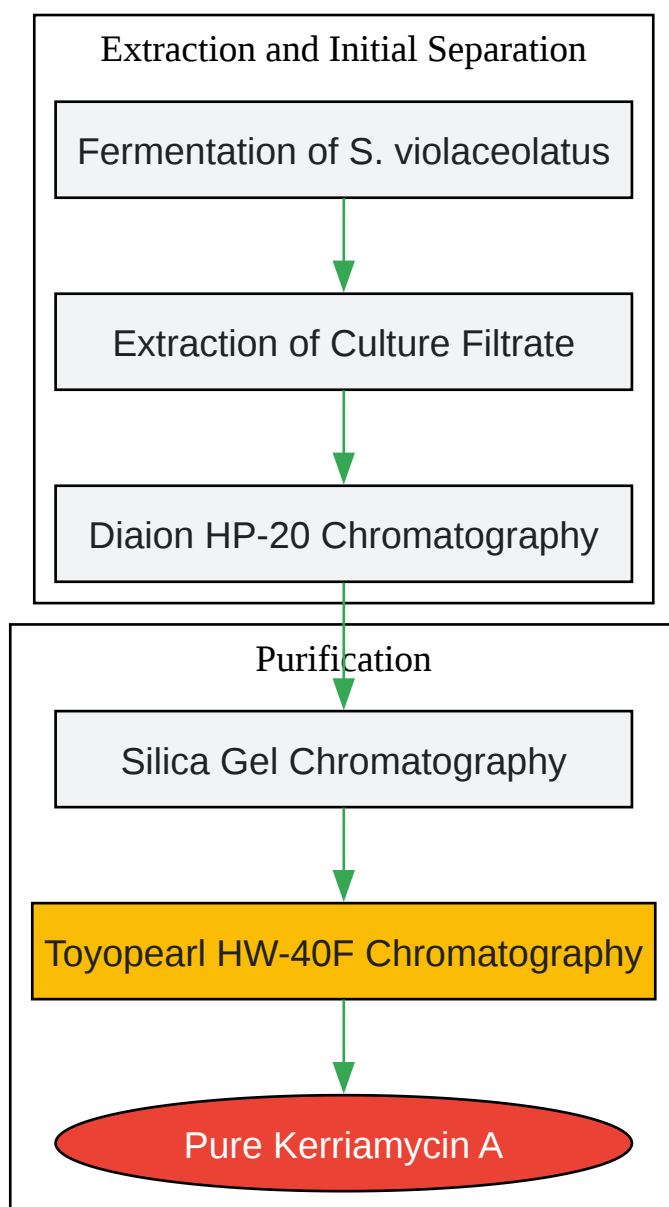 Extraction and Initial Separation
Fermentation of S. violaceolatus
Extraction of Culture Filtrate
Diaion HP-20 Chromatography
Purification
Silica Gel Chromatography
Toyopearl HW-40F Chromatography
Pure Kerriamycin A